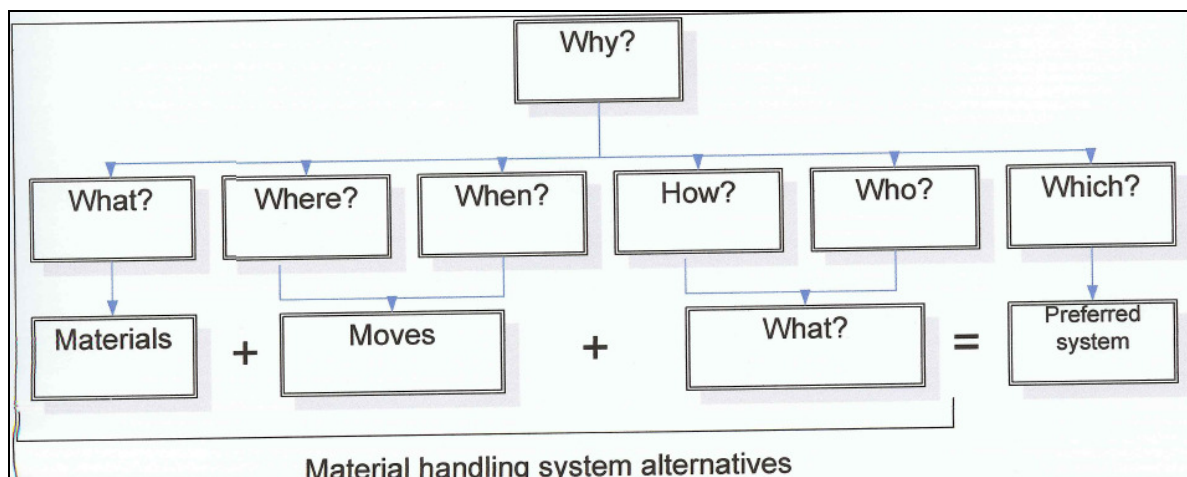 Why?
What? Where? When? How? Who? Which?
Materials + Moves + What? = Preferred
system
Material handling system alternatives